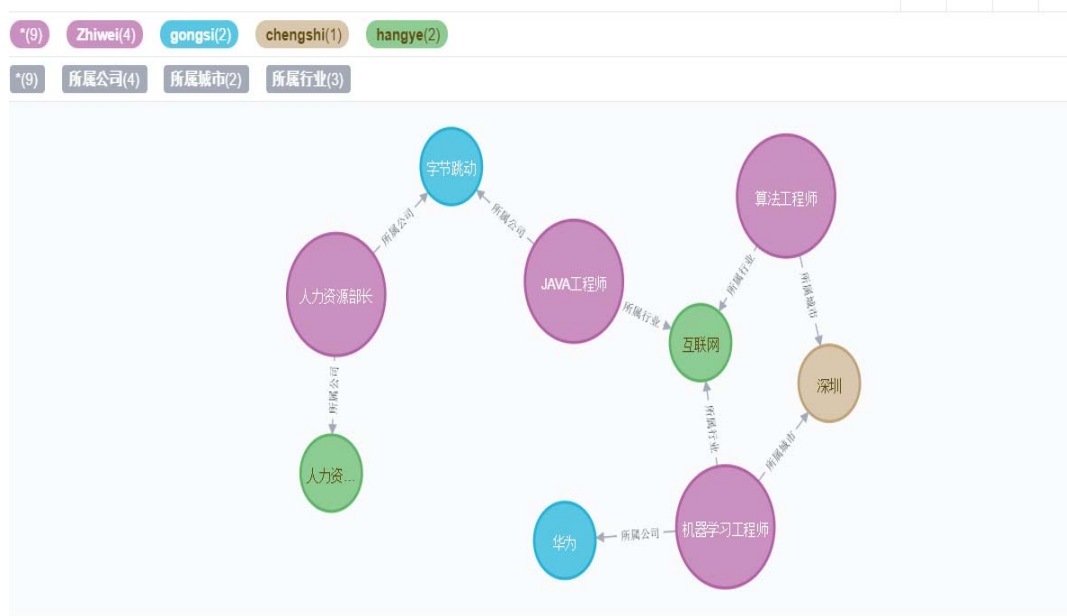 *(9) Zhiwei(4) gongsi(2) chengshi(1) hangye(2)
*(9) 所属公司(4) 所属城市(2) 所属行业(3)
字节跳动
算法工程师
所属公司
所属公司
人力资源部长
JAVA工程师
所属行业
所属行业
所属城市
互联网
深圳
所属公司
所属行业
所属城市
人力资...
华为
所属公司
机器学习工程师